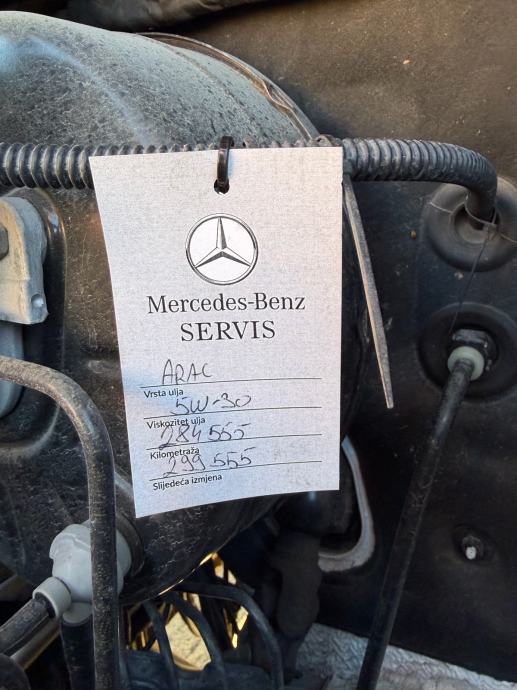 Mercedes-Benz
SERVIS
ARAL
Vrsta ulja
5W-30
Viskozitet ulja
284 555
Kilometraža
299 555
Slijedeća izmjena